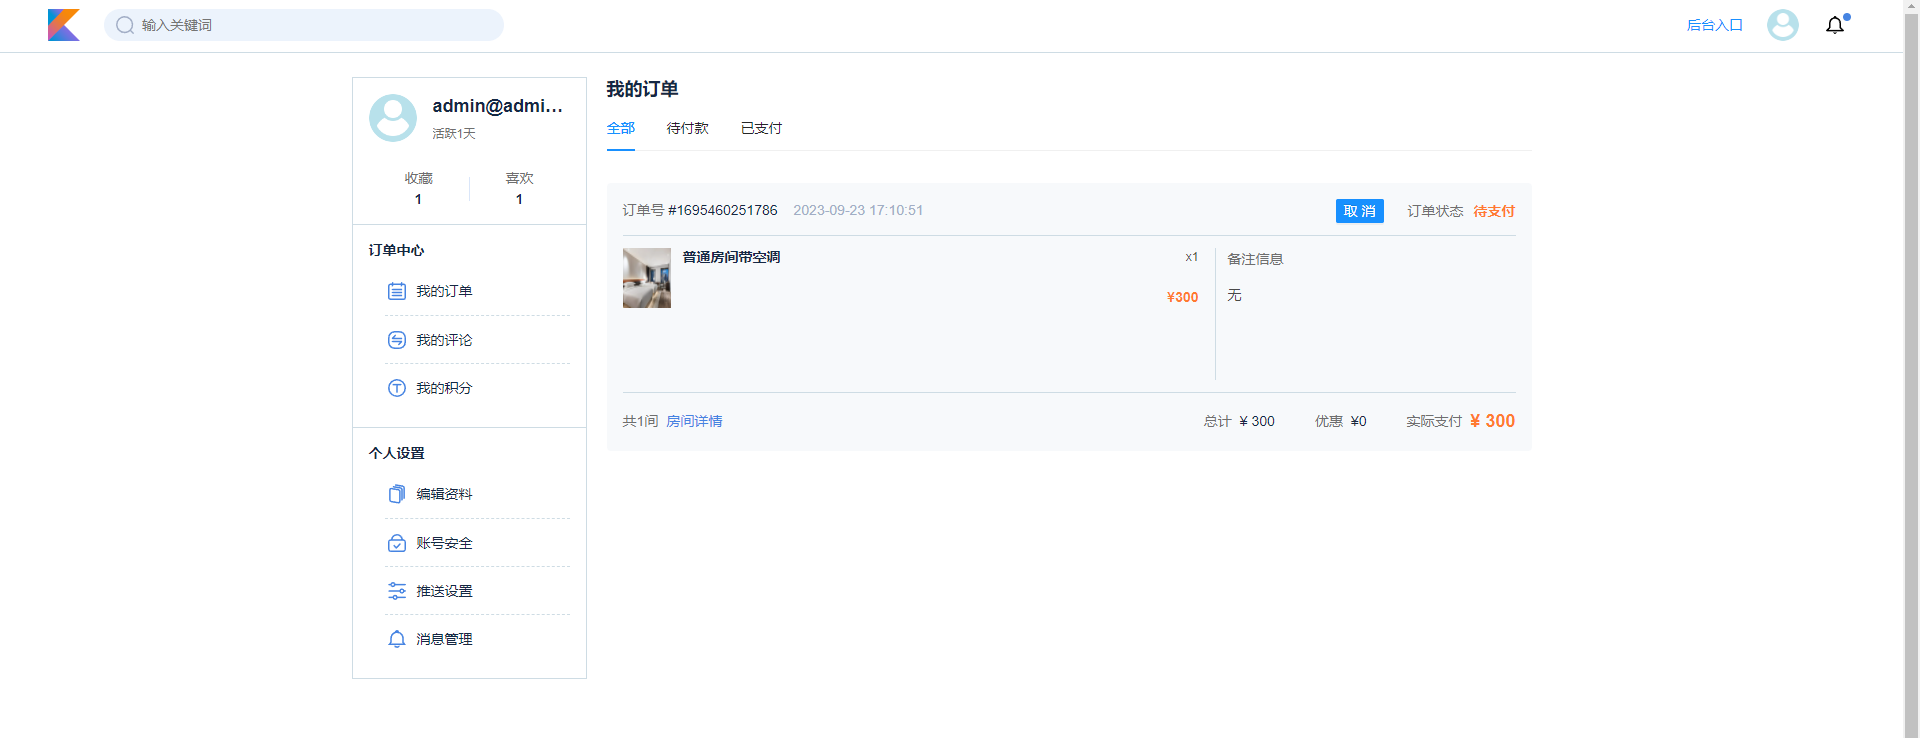 输入关键词
后台入口
admin@admi...
活跃1天
收藏
1
喜欢
1
订单中心
我的订单
我的评论
我的积分
个人设置
编辑资料
账号安全
推送设置
消息管理
我的订单
全部 待付款 已支付
订单号 #1695460251786 2023-09-23 17:10:51 取 消 订单状态 待支付
普通房间带空调 x1
¥300
备注信息
无
共1间 房间详情 总计 ¥ 300 优惠 ¥0 实际支付 ¥ 300